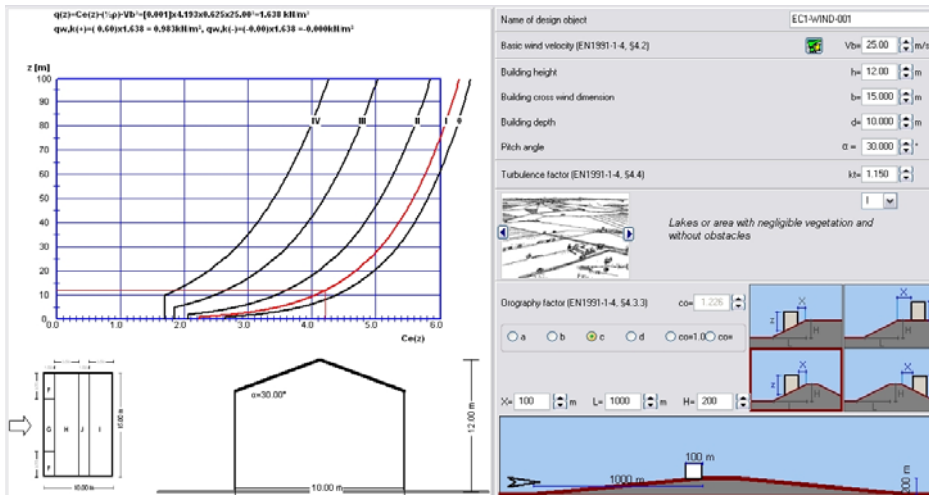 q(z)=Ce(z)·(½ρ)·Vb²=[0.001]x4.193x0.625x25.00²=1.638 kN/m²
qw,k(+)=( 0.60)x1.638 = 0.983kN/m², qw,k(-)=(-0.00)x1.638 =-0.000kN/m²
z [m]
100
90
80
70
60
50
40
30
20
10
0
IV
III
II
I
0
0.0 1.0 2.0 3.0 4.0 5.0 6.0
Ce(z)
F
G H J I
F
10.00 m
α=30.00°
12.00 m
10.00 m
Name of design object EC1-WIND-001
Basic wind velocity (EN1991-1-4, §4.2) Vb= 25.00 m/s
Building height h= 12.00 m
Building cross wind dimension b= 15.000 m
Building depth d= 10.000 m
Pitch angle α = 30.000 °
Turbulence factor (EN1991-1-4, §4.4) kt= 1.150
I
Lakes or area with negligible vegetation and
without obstacles
Orography factor (EN1991-1-4, §4.3.3) co= 1.226
a b c d co=1.0 co=
X= 100 m L= 1000 m H= 200 m
X
z
H
L
X
H
L
X
z
H
L
X
H
L
100 m
1000 m